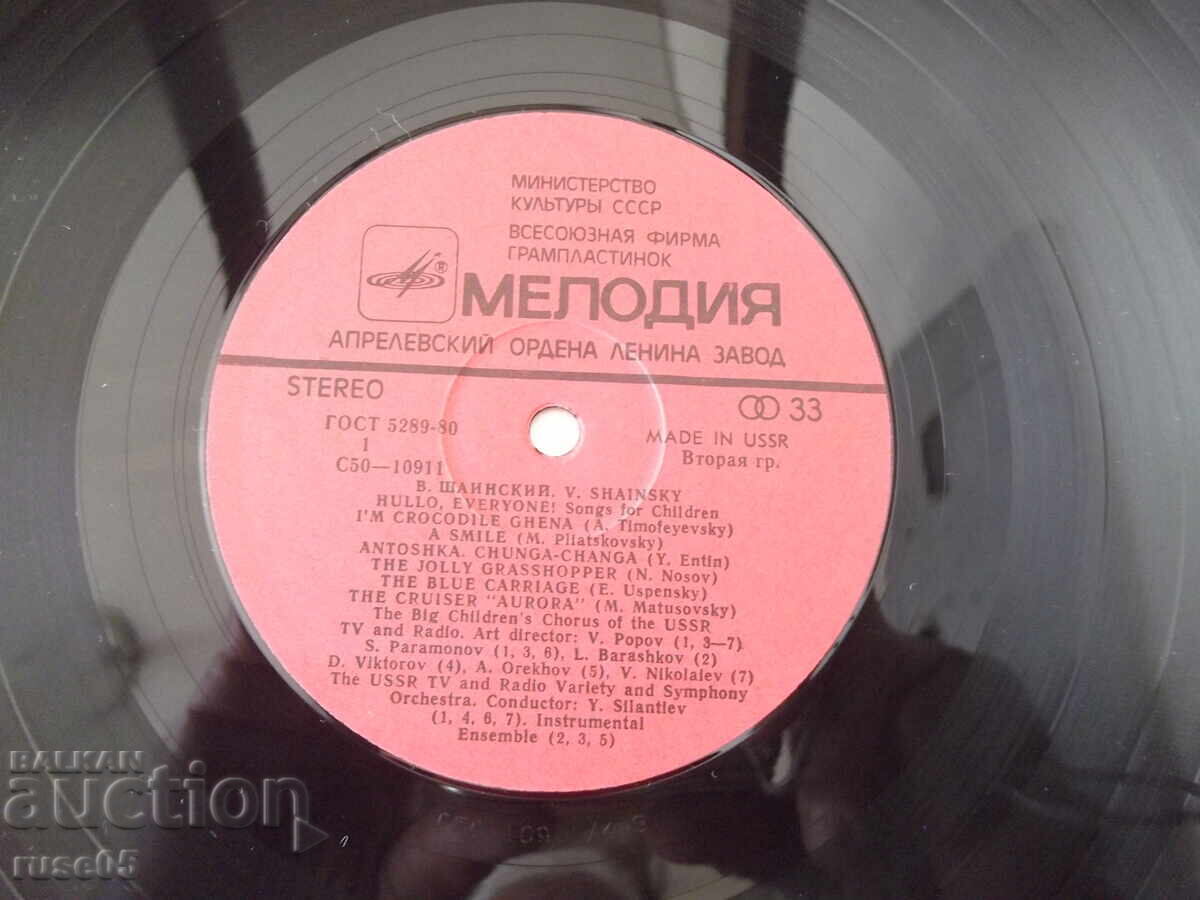 МИНИСТЕРСТВО
КУЛЬТУРЫ СССР
ВСЕСОЮЗНАЯ ФИРМА
ГРАМПЛАСТИНОК
®
МЕЛОДИЯ
АПРЕЛЕВСКИЙ ОРДЕНА ЛЕНИНА ЗАВОД
STEREO
33
ГОСТ 5289-80
MADE IN USSR
1
Вторая гр.
С50—10911
В. ШАИНСКИЙ. V. SHAINSKY
HULLO, EVERYONE! Songs for Children
I'M CROCODILE GHENA (A. Timofeyevsky)
A SMILE (M. Pliatskovsky)
ANTOSHKA. CHUNGA-CHANGA (Y. Entin)
THE JOLLY GRASSHOPPER (N. Nosov)
THE BLUE CARRIAGE (E. Uspensky)
THE CRUISER "AURORA" (M. Matusovsky)
The Big Children's Chorus of the USSR
TV and Radio. Art director: V. Popov (1, 3—7)
S. Paramonov (1, 3, 6), L. Barashkov (2)
D. Viktorov (4), A. Orekhov (5), V. Nikolaiev (7)
The USSR TV and Radio Variety and Symphony
Orchestra. Conductor: Y. Silantiev
(1, 4, 6, 7). Instrumental
Ensemble (2, 3, 5)
BALKAN
auction
ruse05